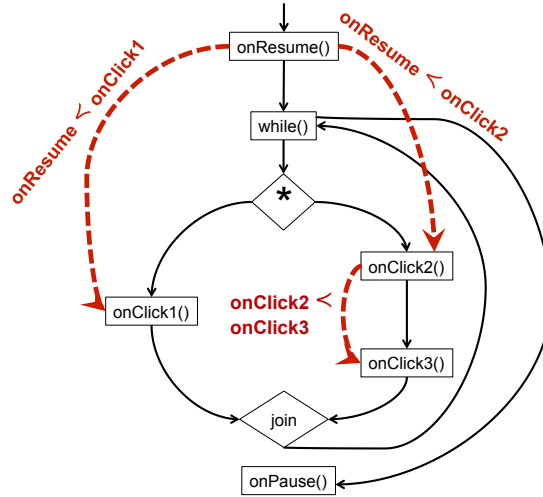 onResume()
onResume ≺ onClick1
onResume ≺ onClick2
while()
*
onClick2()
onClick1()
onClick2 ≺
onClick3
onClick3()
join
onPause()